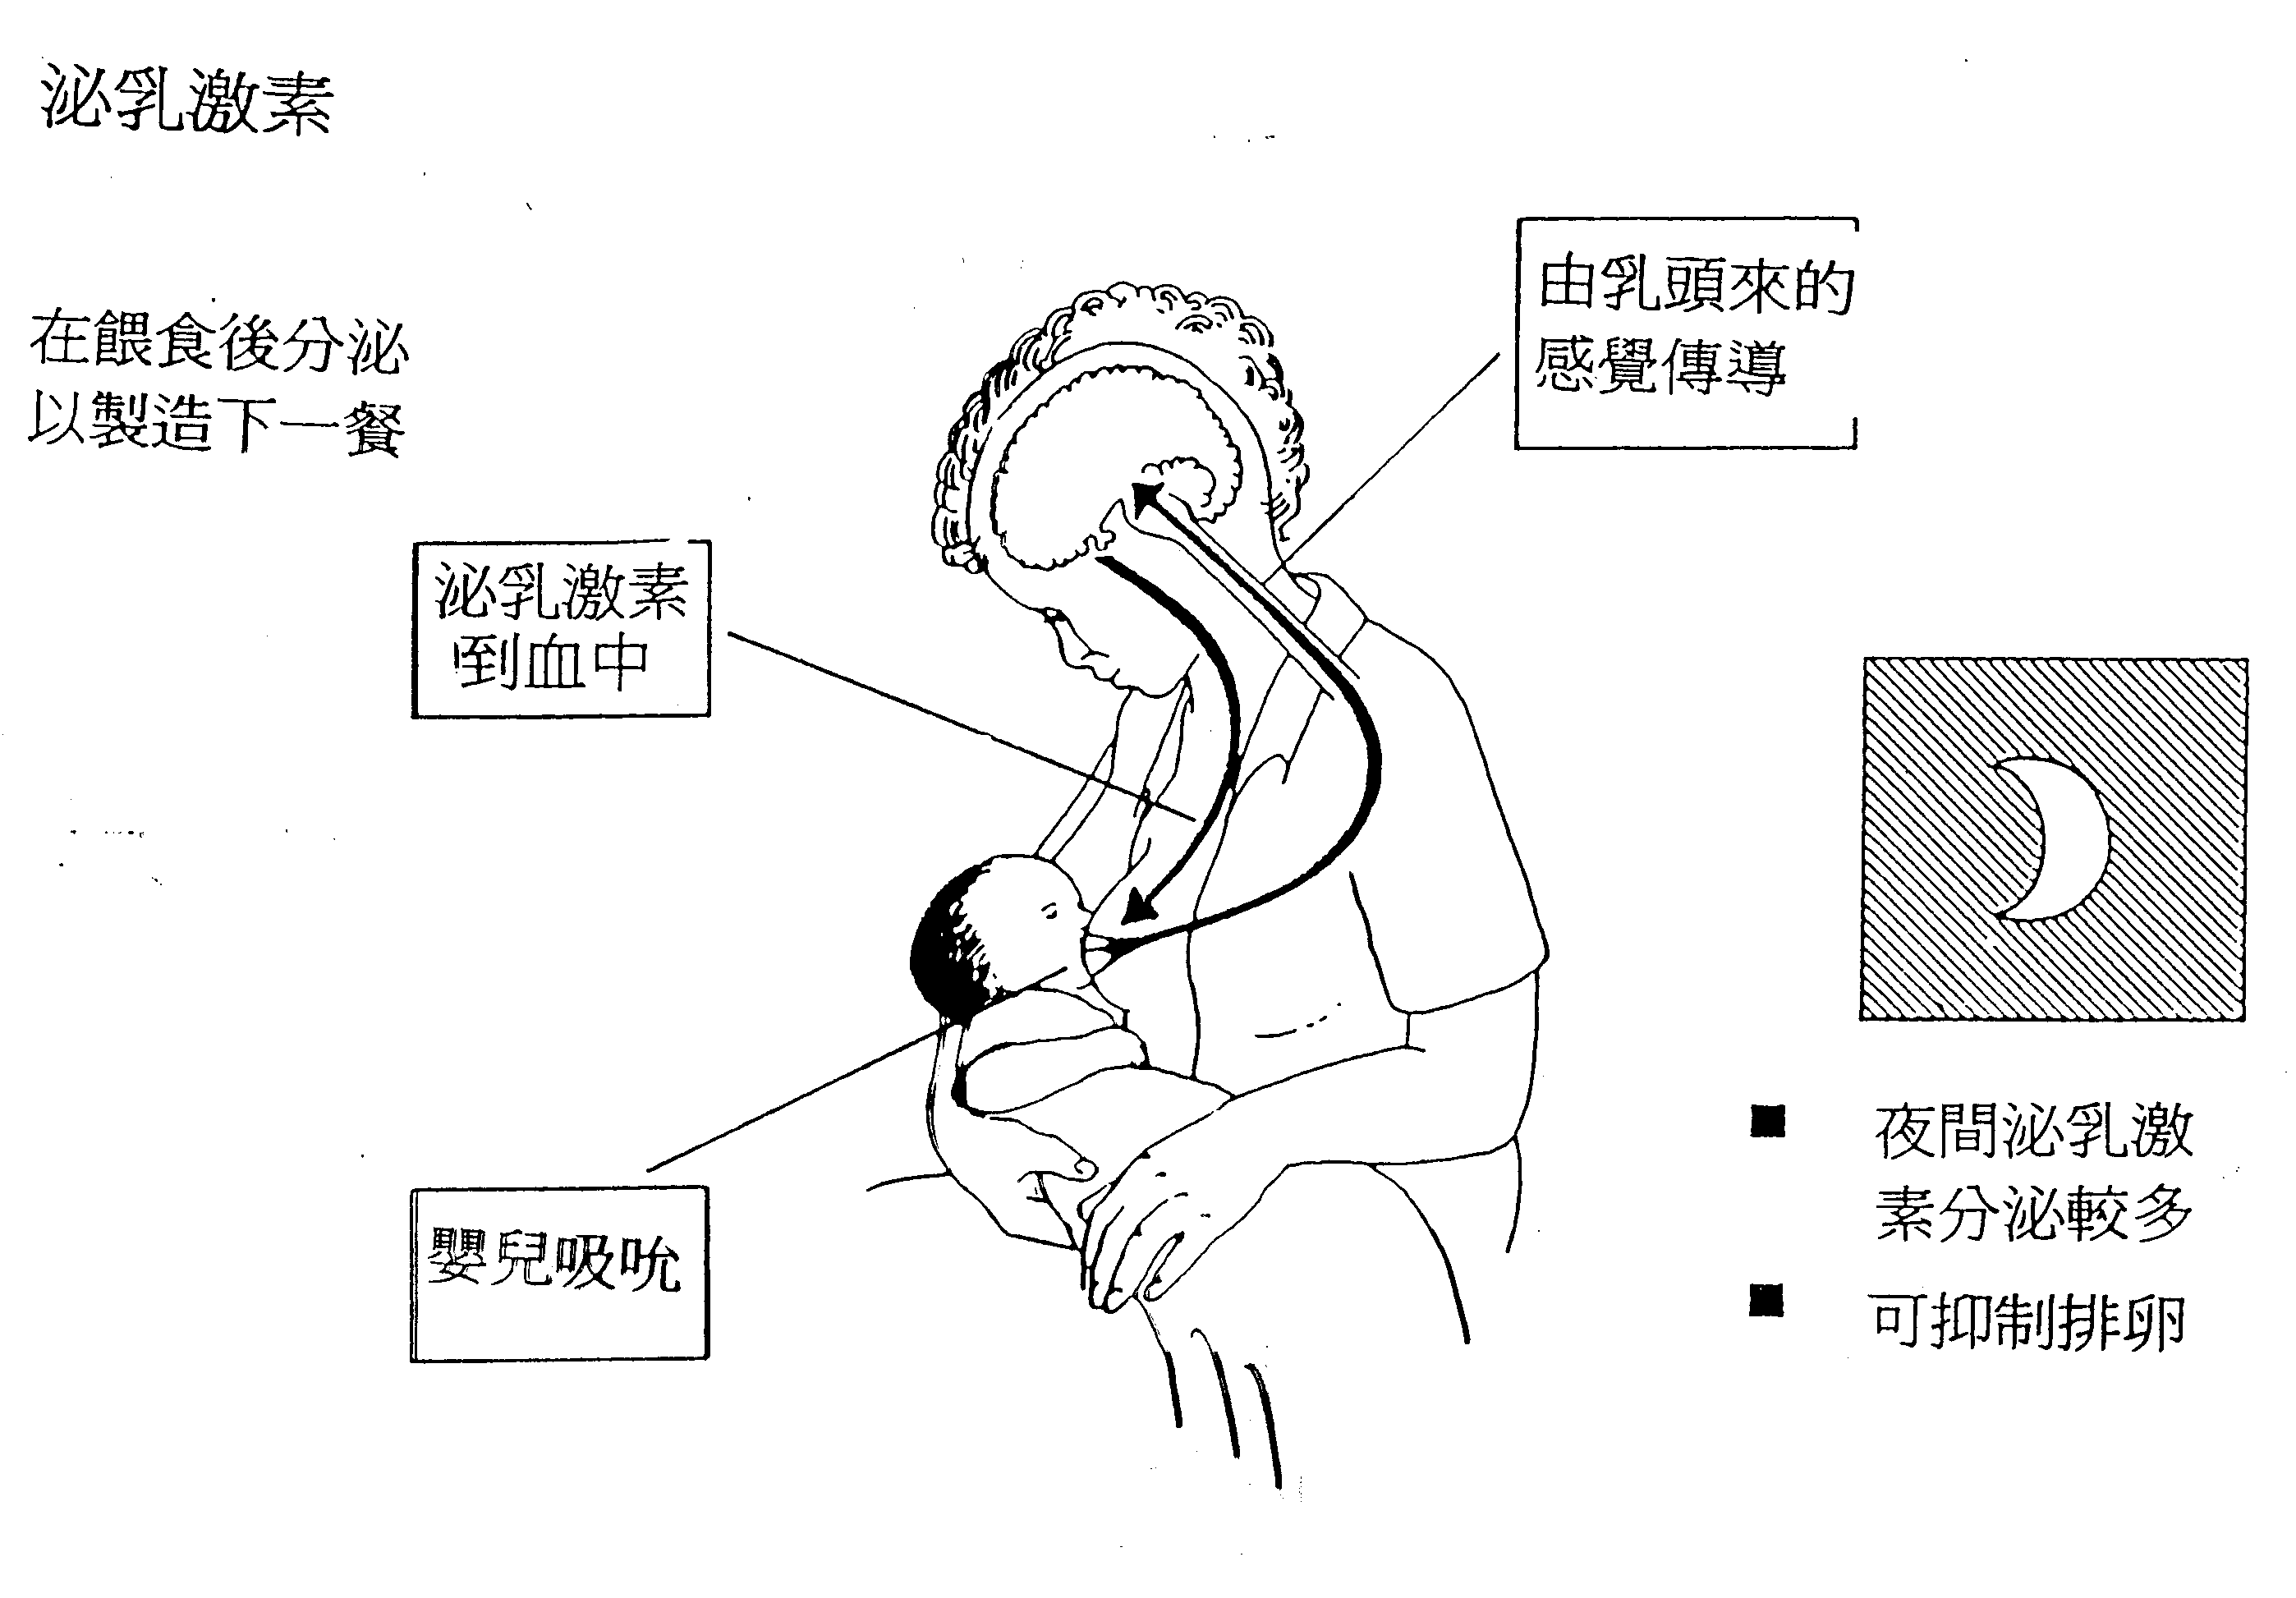 泌乳激素
在餵食後分泌
以製造下一餐
由乳頭來的
感覺傳導
泌乳激素
到血中
嬰兒吸吮
夜間泌乳激
素分泌較多
可抑制排卵